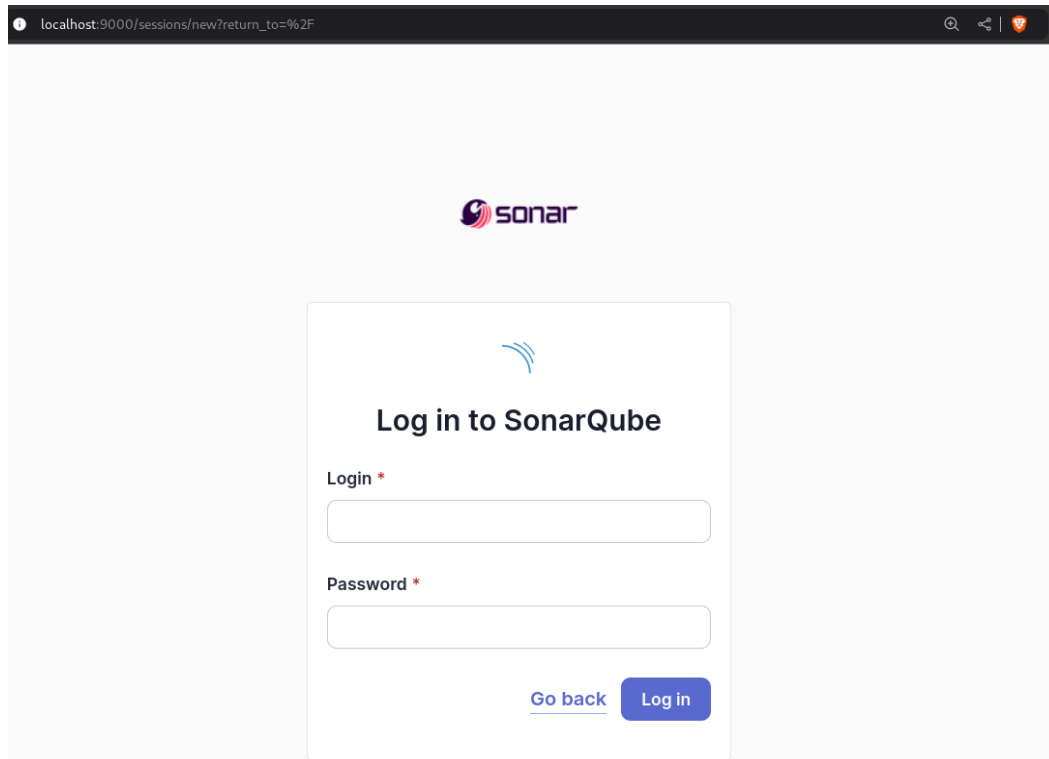 localhost:9000/sessions/new?return_to=%2F
sonar
Log in to SonarQube
Login *
Password *
Go back Log in